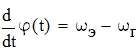 d/dt φ(t) = ω_э − ω_г